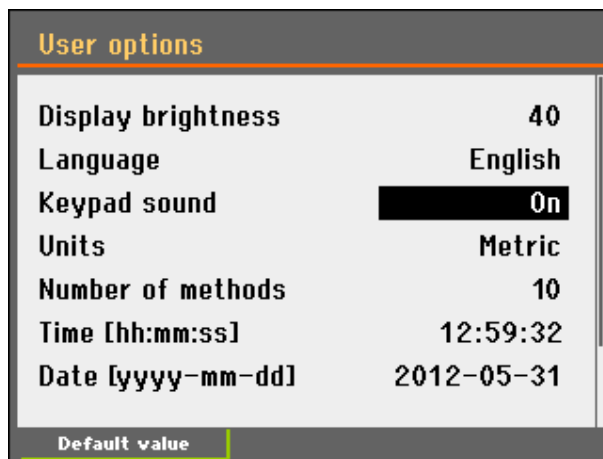 User options
Display brightness 40
Language English
Keypad sound On
Units Metric
Number of methods 10
Time [hh:mm:ss] 12:59:32
Date [yyyy-mm-dd] 2012-05-31
Default value